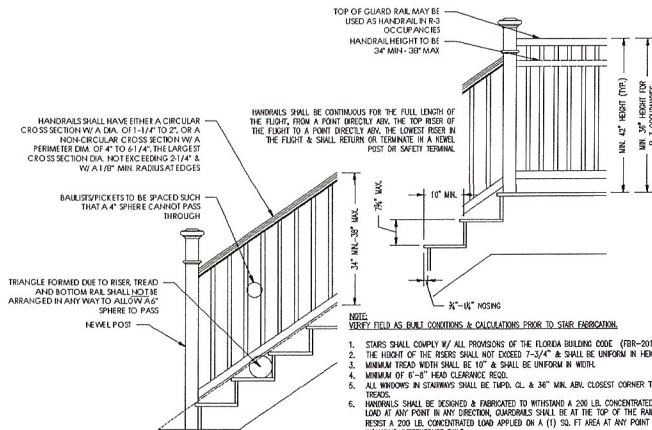 TOP OF GUARD RAIL MAY BE
USED AS HANDRAIL IN R-3
OCCUPANCIES
HANDRAIL HEIGHT TO BE
34" MIN - 38" MAX
HANDRAILS SHALL HAVE EITHER A CIRCULAR
CROSS SECTION W/ A DIA. OF 1-1/4" TO 2", OR A
NON-CIRCULAR CROSS SECTION W/ A
PERIMETER DIM. OF 4" TO 6-1/4", THE LARGEST
CROSS SECTION DIA. NOT EXCEEDING 2-1/4" &
W/ A 1/8" MIN. RADIUS AT EDGES
HANDRAILS SHALL BE CONTINUOUS FOR THE FULL LENGTH OF
THE FLIGHT, FROM A POINT DIRECTLY ABV. THE TOP RISER OF
THE FLIGHT TO A POINT DIRECTLY ABV. THE LOWEST RISER IN
THE FLIGHT & SHALL RETURN OR TERMINATE IN A NEWEL
POST OR SAFETY TERMINAL
MIN. 42" HEIGHT (TYP.)
MIN. 36" HEIGHT FOR
BAULISTS/PICKETS TO BE SPACED SUCH
THAT A 4" SPHERE CANNOT PASS
THROUGH
34" MIN.-38" MAX.
7¾" MAX.
10" MIN.
¾"-1¼" NOSING
TRIANGLE FORMED DUE TO RISER, TREAD
AND BOTTOM RAIL SHALL NOT BE
ARRANGED IN ANY WAY TO ALLOW A 6"
SPHERE TO PASS
NEWEL POST
NOTE:
VERIFY FIELD AS BUILT CONDITIONS & CALCULATIONS PRIOR TO STAIR FABRICATION.
1. STAIRS SHALL COMPLY W/ ALL PROVISIONS OF THE FLORIDA BUILDING CODE (FBR-201
2. THE HEIGHT OF THE RISERS SHALL NOT EXCEED 7-3/4" & SHALL BE UNIFORM IN HEI
3. MINIMUM TREAD WIDTH SHALL BE 10" & SHALL BE UNIFORM IN WIDTH.
4. MINIMUM OF 6'-8" HEAD CLEARANCE REQD.
5. ALL WINDOWS IN STAIRWAYS SHALL BE TMPD. GL. & 36" MIN. ABV. CLOSEST CORNER T
TREADS.
6. HANDRAILS SHALL BE DESIGNED & FABRICATED TO WITHSTAND A 200 LB. CONCENTRATED
LOAD AT ANY POINT IN ANY DIRECTION, GUARDRAILS SHALL BE AT THE TOP OF THE RAI
RESIST A 200 LB. CONCENTRATED LOAD APPLIED ON A (1) SQ. FT AREA AT ANY POINT